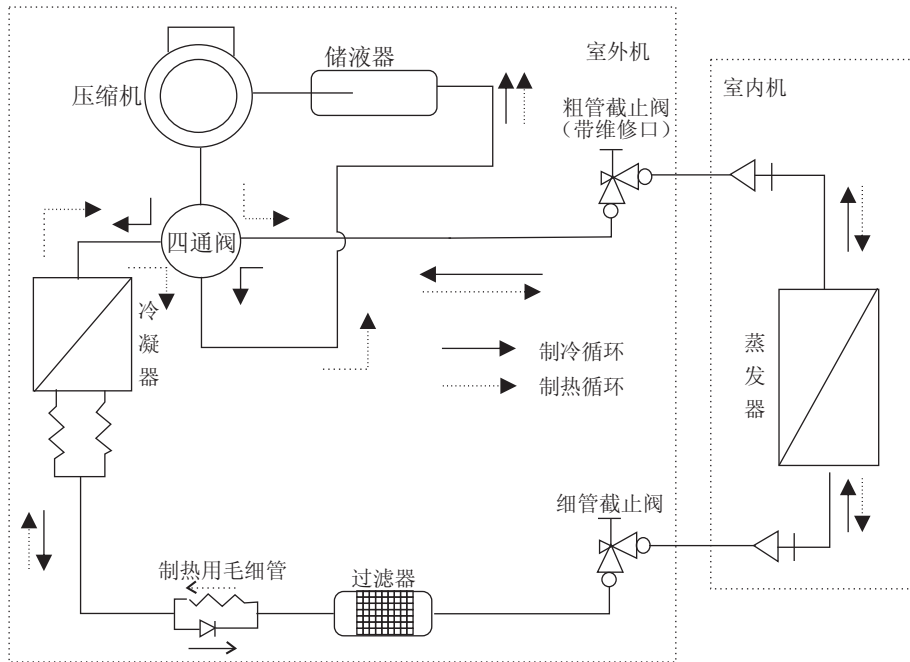 储液器
室外机
压缩机
室内机
粗管截止阀
（带维修口）
四通阀
冷
凝
器
制冷循环
制热循环
蒸
发
器
细管截止阀
制热用毛细管
过滤器